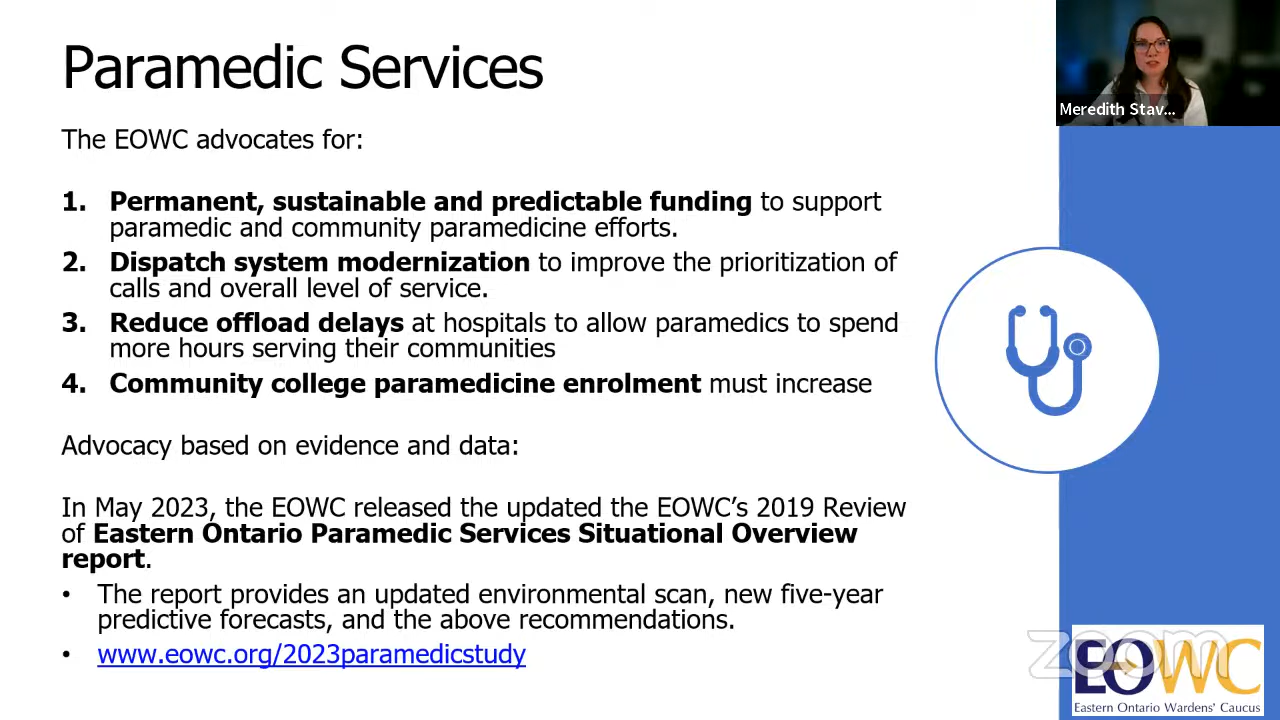 Paramedic Services
Meredith Stav...
The EOWC advocates for:
1. Permanent, sustainable and predictable funding to support
paramedic and community paramedicine efforts.
2. Dispatch system modernization to improve the prioritization of
calls and overall level of service.
3. Reduce offload delays at hospitals to allow paramedics to spend
more hours serving their communities
4. Community college paramedicine enrolment must increase
Advocacy based on evidence and data:
In May 2023, the EOWC released the updated the EOWC’s 2019 Review
of Eastern Ontario Paramedic Services Situational Overview
report.
• The report provides an updated environmental scan, new five-year
predictive forecasts, and the above recommendations.
• www.eowc.org/2023paramedicstudy
zoom
EOWC
Eastern Ontario Wardens' Caucus